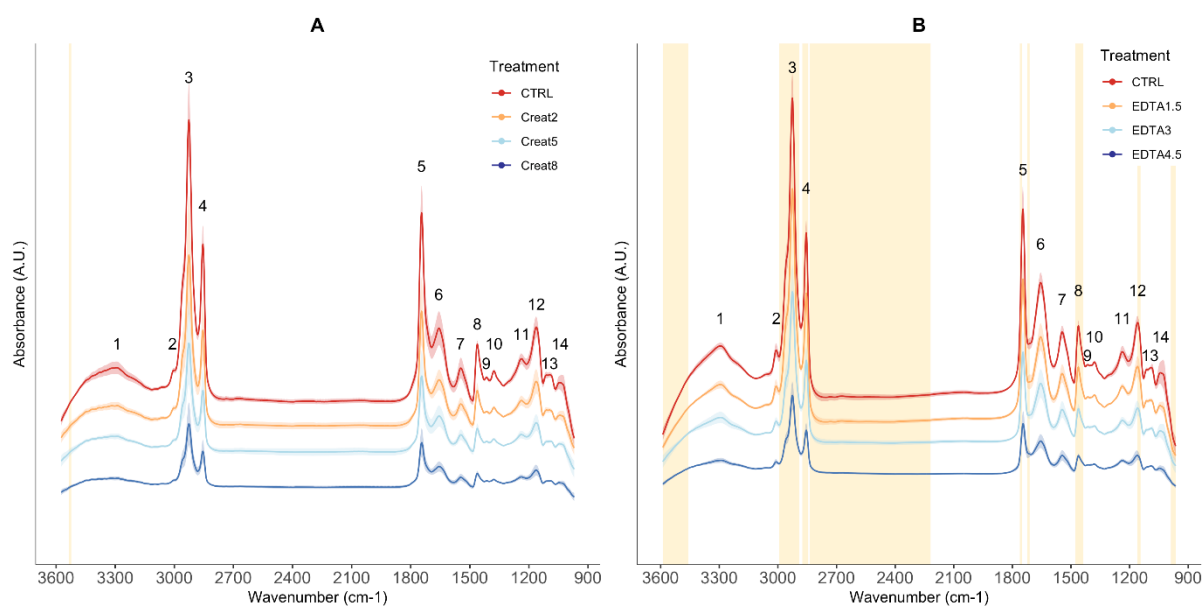 A
Treatment
CTRL
Creat2
Creat5
Creat8
1
2
3
4
5
6
7
8
9
10
11
12
13
14
Absorbance (A.U.)
3600 3300 3000 2700 2400 2100 1800 1500 1200 900
Wavenumber (cm-1)
B
Treatment
CTRL
EDTA1.5
EDTA3
EDTA4.5
1
2
3
4
5
6
7
8
9
10
11
12
13
14
Absorbance (A.U.)
3600 3300 3000 2700 2400 2100 1800 1500 1200 900
Wavenumber (cm-1)